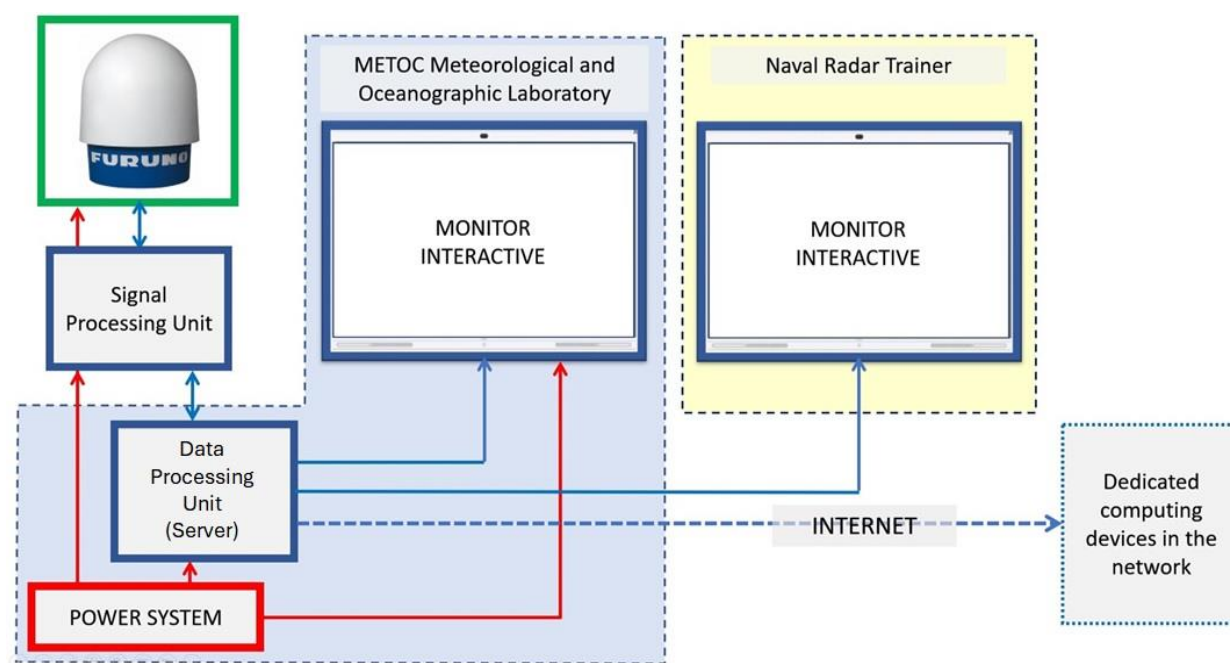 METOC Meteorological and
Oceanographic Laboratory
Naval Radar Trainer
FURUNO
MONITOR
INTERACTIVE
MONITOR
INTERACTIVE
Signal
Processing Unit
Data
Processing
Unit
(Server)
Dedicated
computing
devices in the
network
INTERNET
POWER SYSTEM